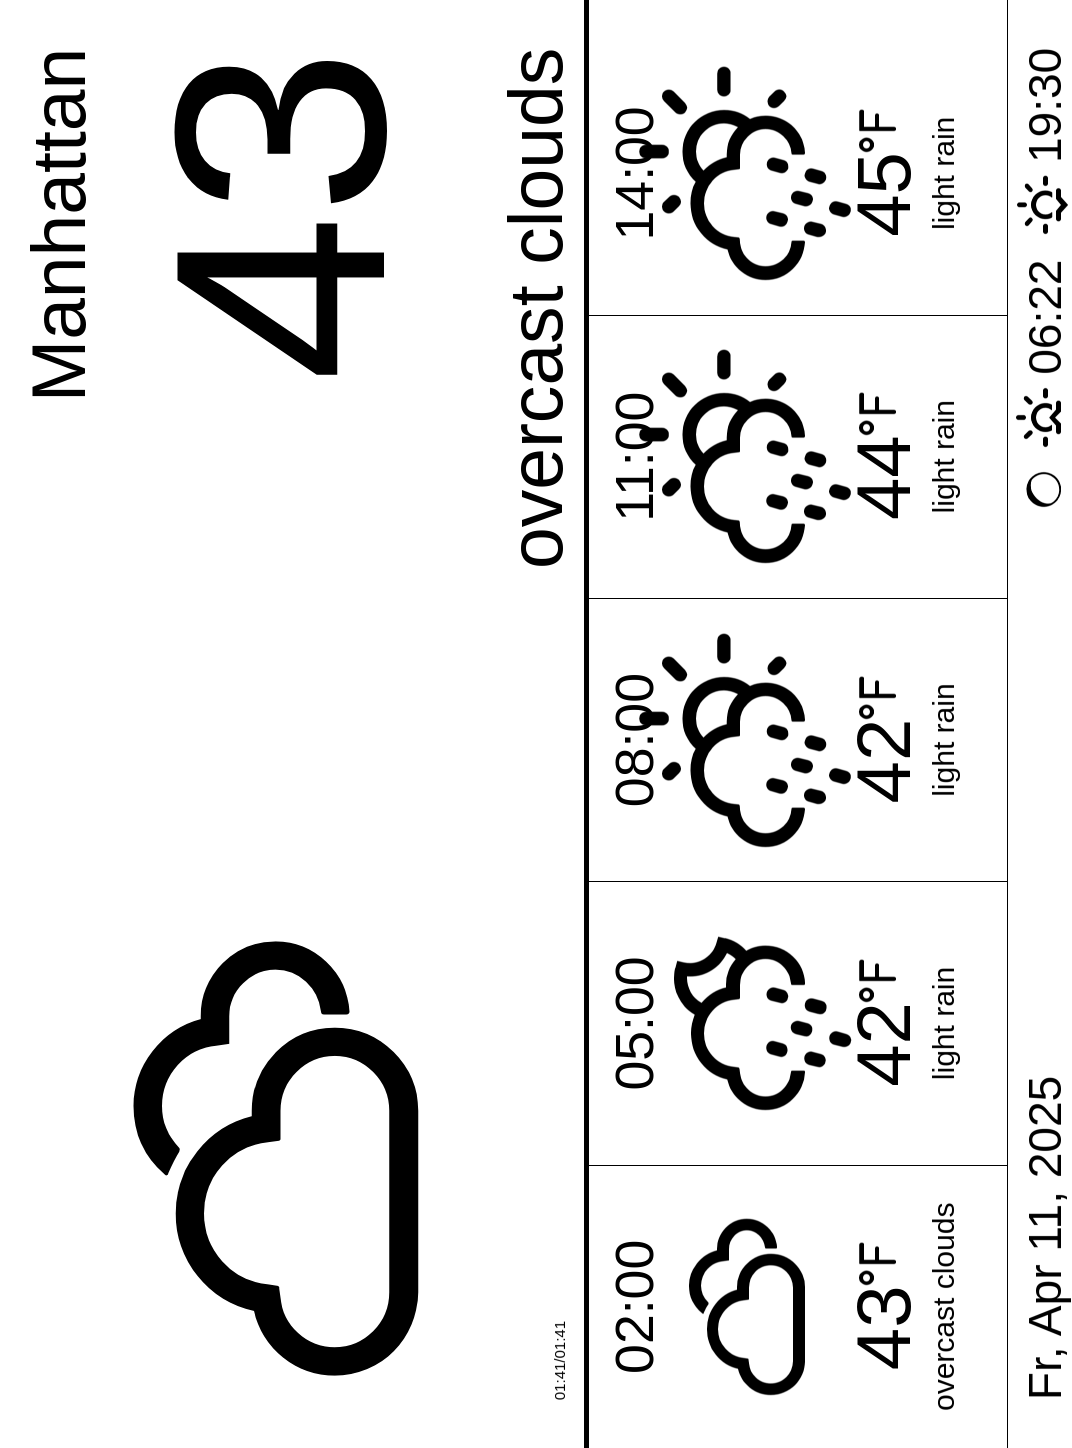 Manhattan
43
overcast clouds
01:41/01:41
02:00
43°F
overcast clouds
05:00
42°F
light rain
08:00
42°F
light rain
11:00
44°F
light rain
14:00
45°F
light rain
Fr, Apr 11, 2025
06:22
19:30